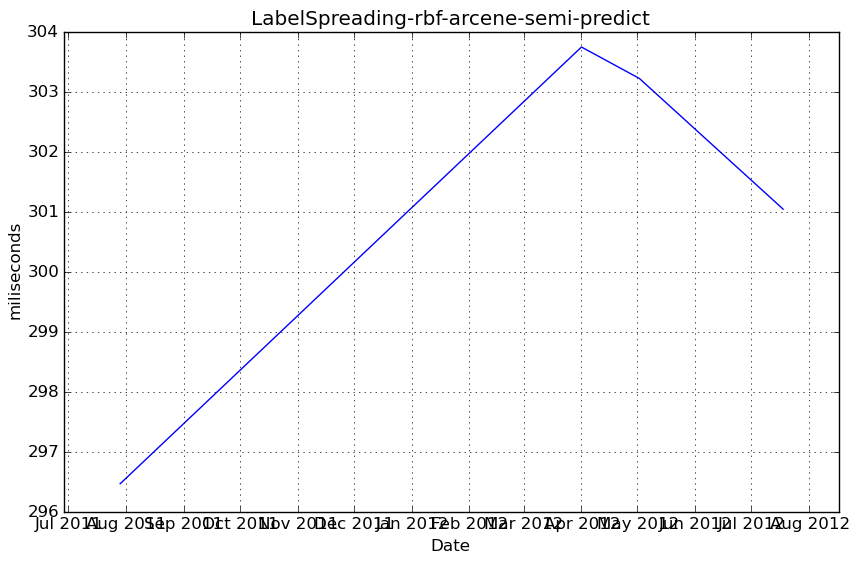 LabelSpreading-rbf-arcene-semi-predict
304
303
302
301
300
299
298
297
296
miliseconds
Jul 2011 Aug 2011 Sep 2011 Oct 2011 Nov 2011 Dec 2011 Jan 2012 Feb 2012 Mar 2012 Apr 2012 May 2012 Jun 2012 Jul 2012 Aug 2012
Date